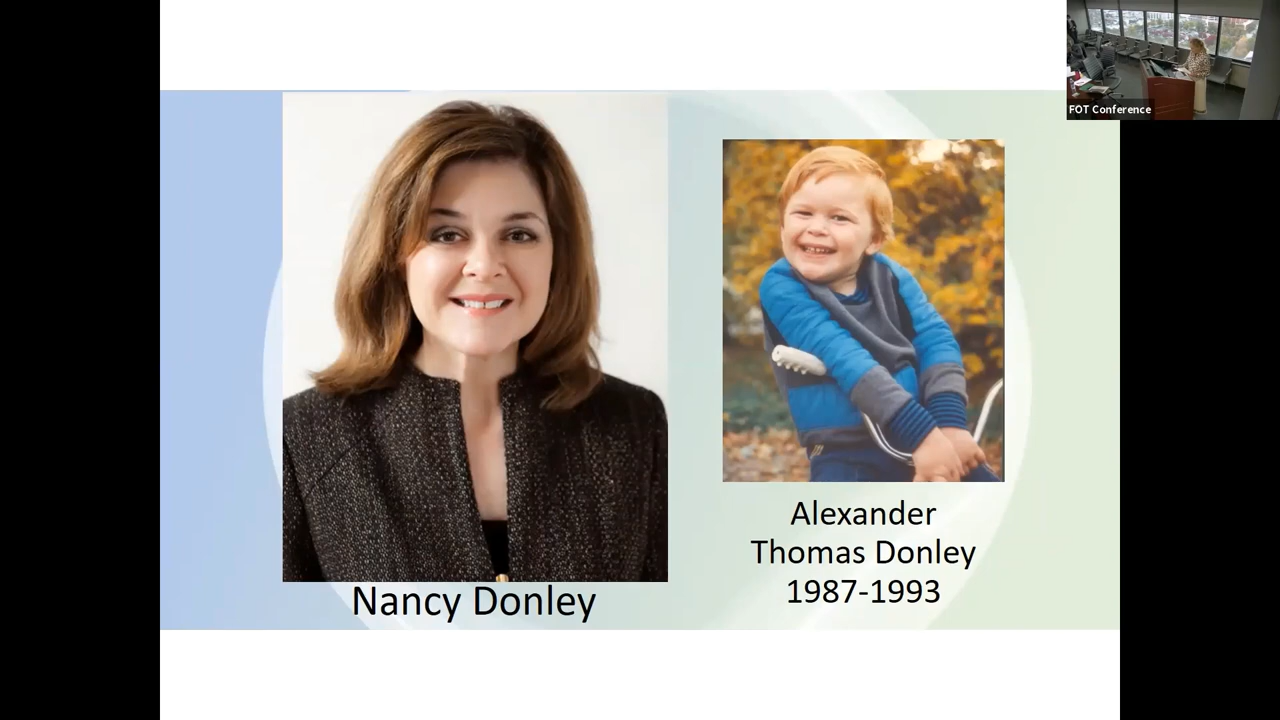 FOT Conference
Nancy Donley
Alexander
Thomas Donley
1987-1993